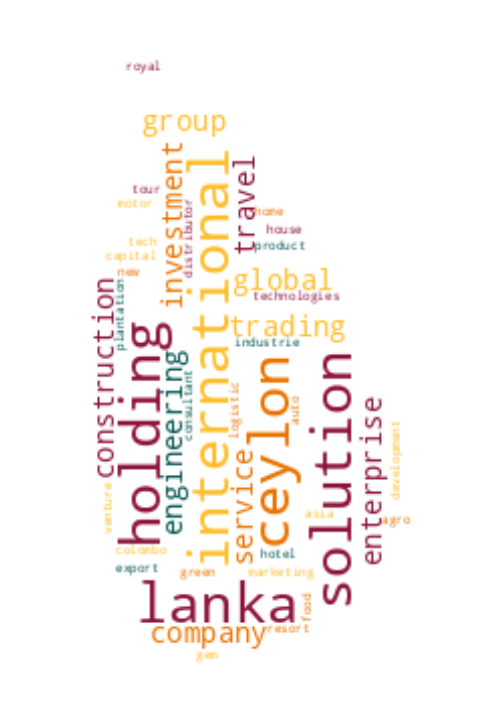 royal
group
investment
international
travel
tour
motor
distributor
home
house
product
tech
capital
new
global
technologies
plantation
construction
holding
trading
industrie
engineering
consultant
logistic
ceylon
auto
solution
enterprise
development
service
venture
asia
agro
colombo
hotel
export
green
marketing
lanka
food
company
resort
gem